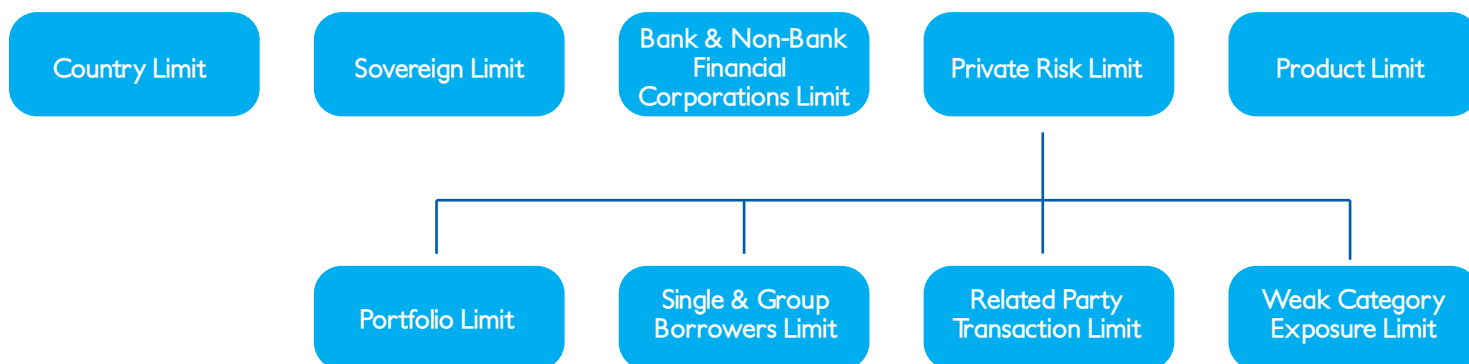 Country Limit
Sovereign Limit
Bank & Non-Bank
Financial
Corporations Limit
Private Risk Limit
Product Limit
Portfolio Limit
Single & Group
Borrowers Limit
Related Party
Transaction Limit
Weak Category
Exposure Limit